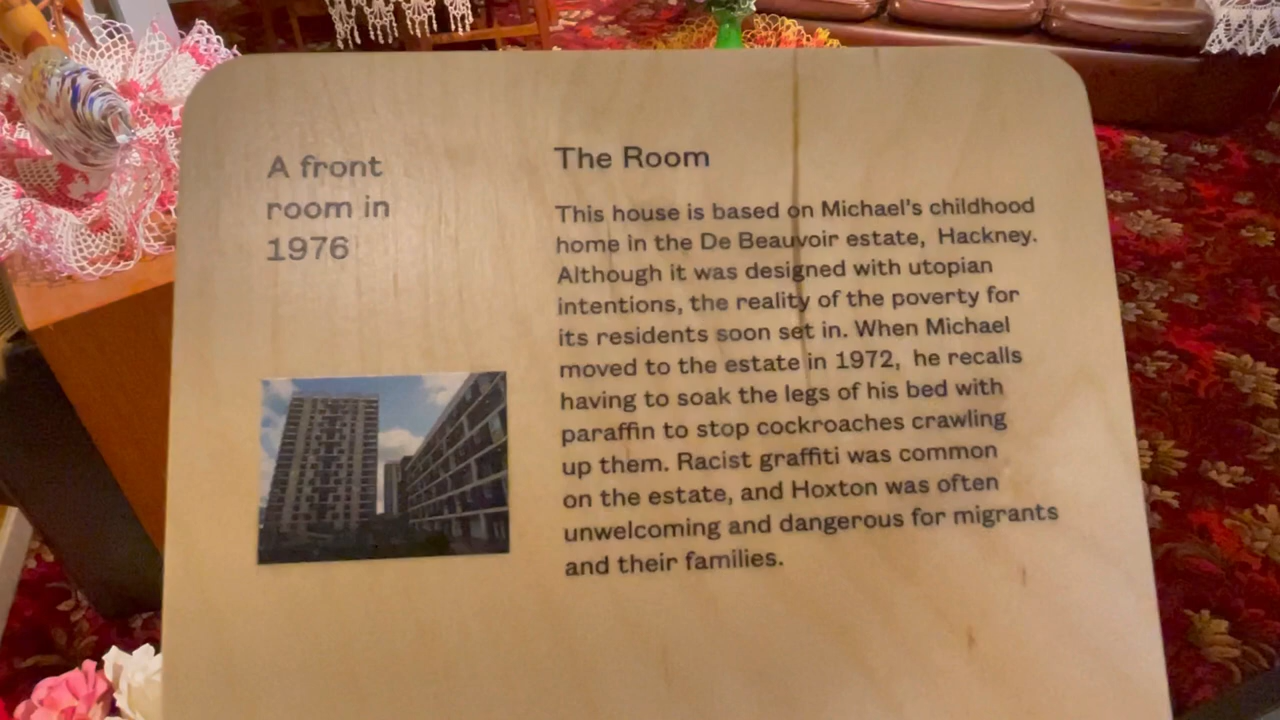 A front
room in
1976
The Room
This house is based on Michael's childhood
home in the De Beauvoir estate, Hackney.
Although it was designed with utopian
intentions, the reality of the poverty for
its residents soon set in. When Michael
moved to the estate in 1972, he recalls
having to soak the legs of his bed with
paraffin to stop cockroaches crawling
up them. Racist graffiti was common
on the estate, and Hoxton was often
unwelcoming and dangerous for migrants
and their families.